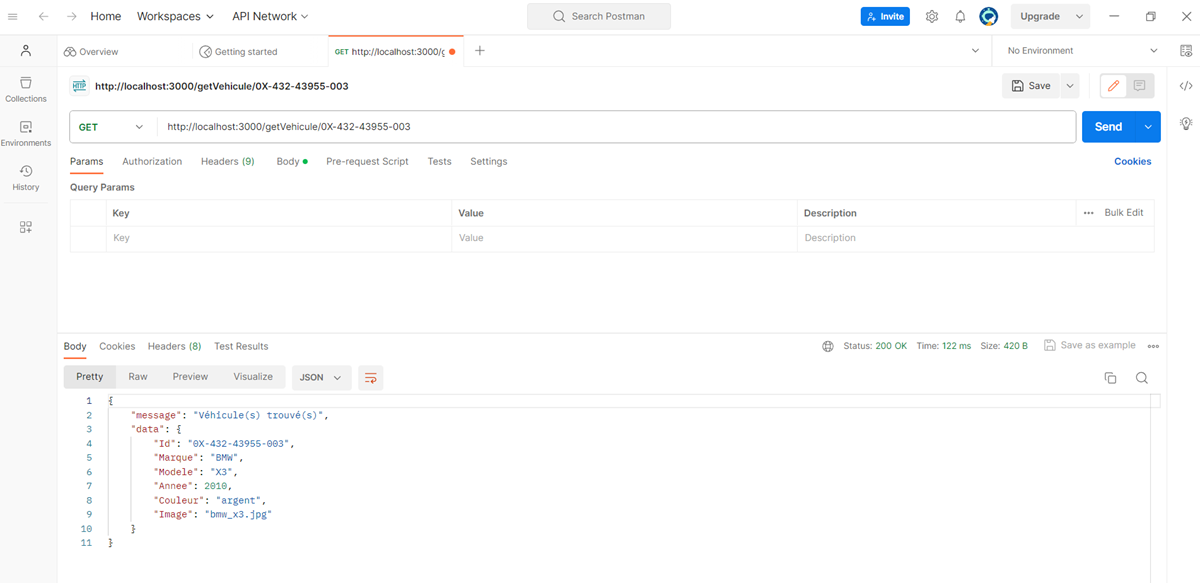 Home Workspaces API Network Search Postman Invite Upgrade
Overview Getting started GET http://localhost:3000/g No Environment
HTTP http://localhost:3000/getVehicule/0X-432-43955-003 Save
GET http://localhost:3000/getVehicule/0X-432-43955-003 Send
Collections
Environments
History
Params Authorization Headers (9) Body Pre-request Script Tests Settings Cookies
Query Params
Key Value Description Bulk Edit
Key Value Description
Body Cookies Headers (8) Test Results Status: 200 OK Time: 122 ms Size: 420 B Save as example
Pretty Raw Preview Visualize JSON
1 {
2 "message": "Véhicule(s) trouvé(s)",
3 "data": {
4 "Id": "0X-432-43955-003",
5 "Marque": "BMW",
6 "Modele": "X3",
7 "Annee": 2010,
8 "Couleur": "argent",
9 "Image": "bmw_x3.jpg"
10 }
11 }